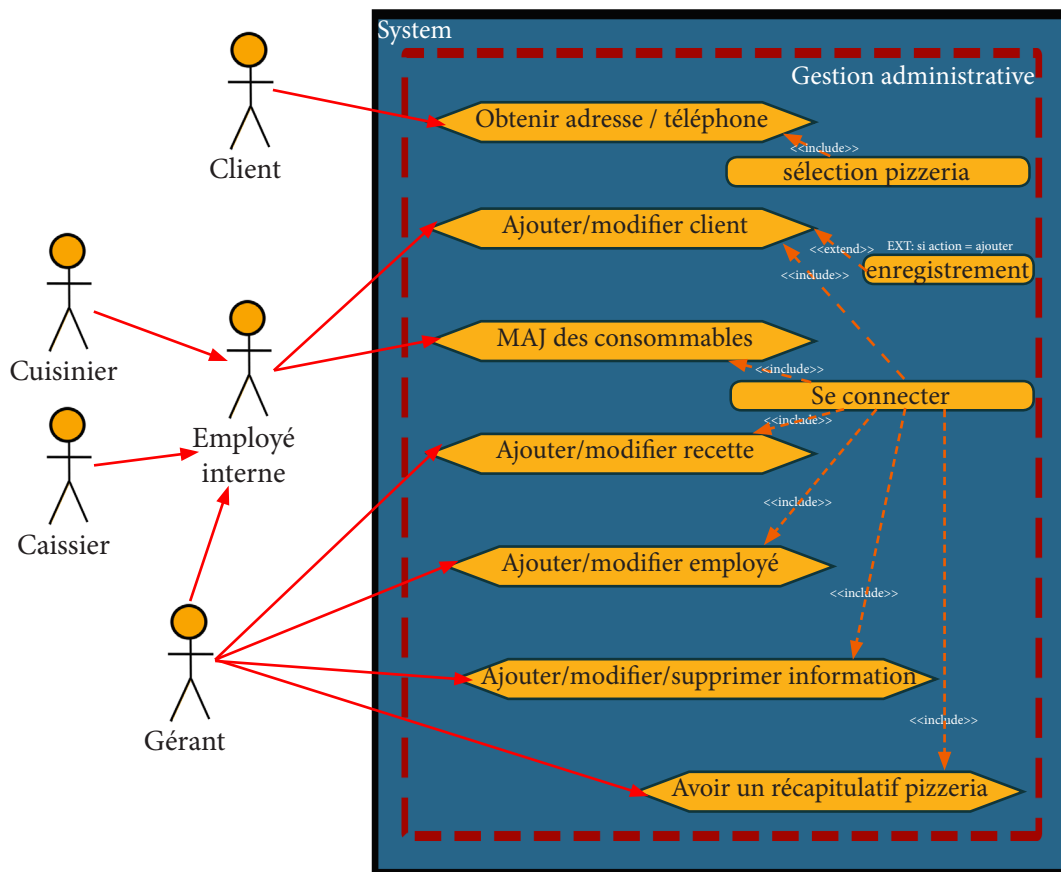 System
Gestion administrative
Obtenir adresse / téléphone
<<include>>
sélection pizzeria
Client
Ajouter/modifier client
<<extend>>
EXT: si action = ajouter
enregistrement
<<include>>
Cuisinier
MAJ des consommables
<<include>>
Se connecter
<<include>>
Employé
interne
Ajouter/modifier recette
<<include>>
Caissier
Ajouter/modifier employé
<<include>>
Ajouter/modifier/supprimer information
<<include>>
Gérant
Avoir un récapitulatif pizzeria